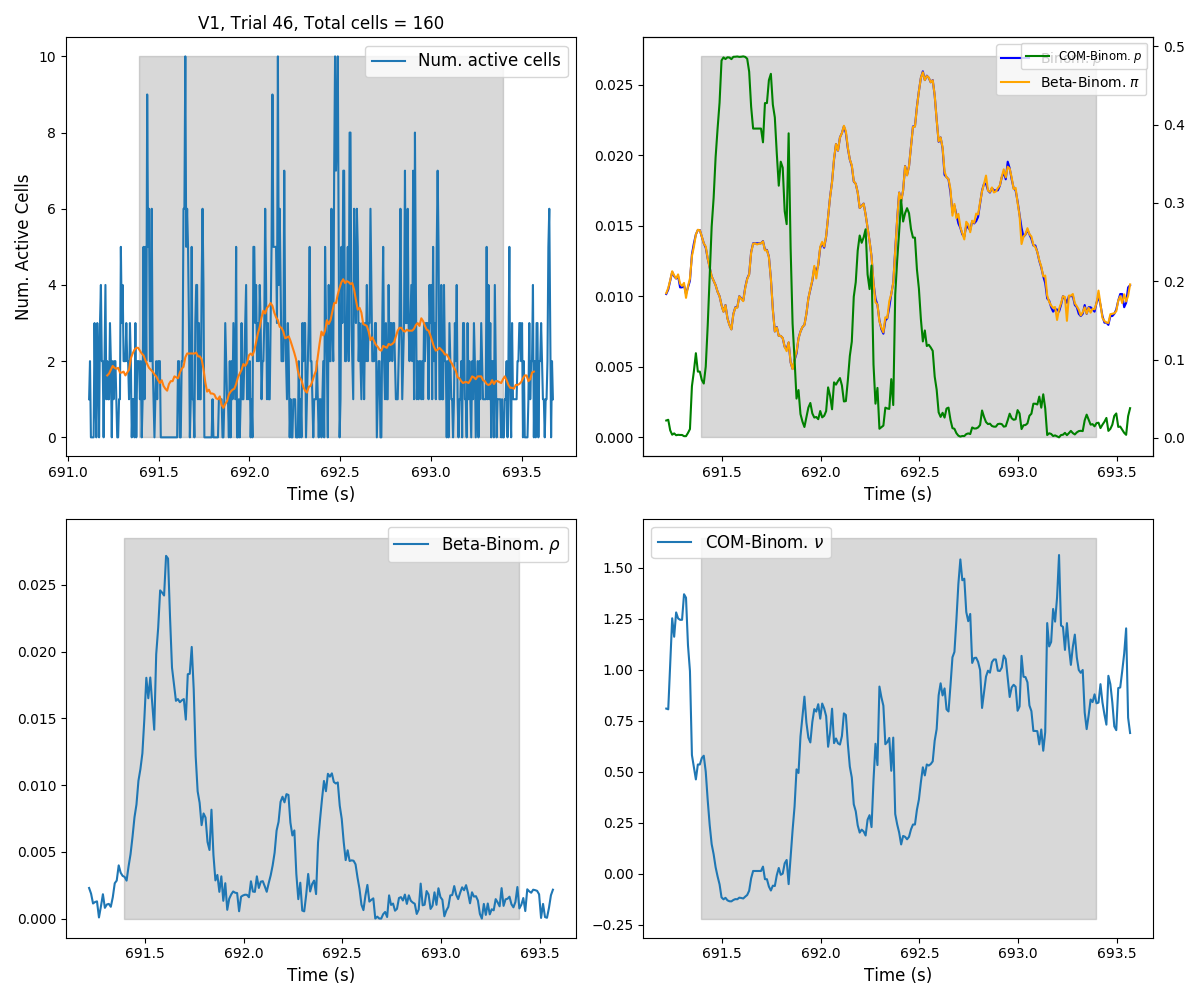 V1, Trial 46, Total cells = 160
Num. active cells
Num. Active Cells
10
8
6
4
2
0
691.0 691.5 692.0 692.5 693.0 693.5
Time (s)
COM-Binom. p
Beta-Binom. π
0.025
0.020
0.015
0.010
0.005
0.000
0.5
0.4
0.3
0.2
0.1
0.0
691.5 692.0 692.5 693.0 693.5
Time (s)
Beta-Binom. ρ
0.025
0.020
0.015
0.010
0.005
0.000
691.5 692.0 692.5 693.0 693.5
Time (s)
COM-Binom. ν
1.50
1.25
1.00
0.75
0.50
0.25
0.00
−0.25
691.5 692.0 692.5 693.0 693.5
Time (s)